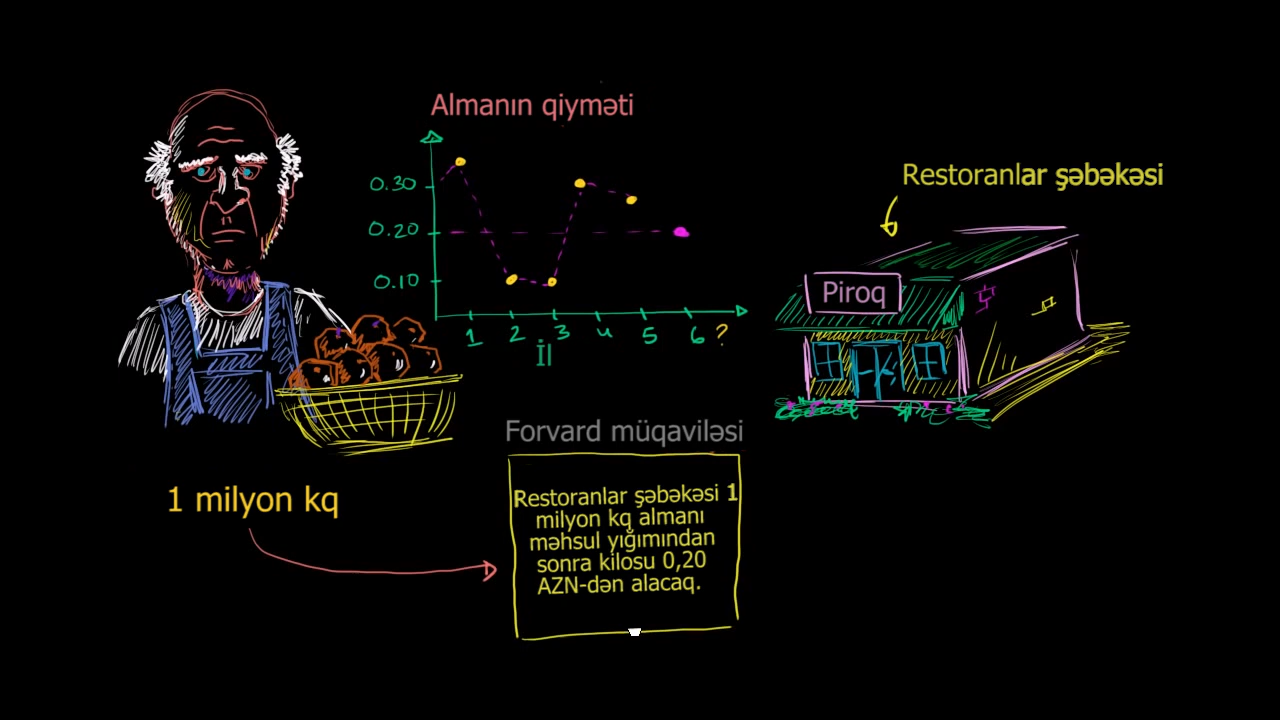 Almanın qiyməti
0.30
0.20
0.10
1 2 3 4 5 6 ?
İl
Restoranlar şəbəkəsi
Piroq
1 milyon kq
Forvard müqaviləsi
Restoranlar şəbəkəsi 1
milyon kq almanı
məhsul yığımından
sonra kilosu 0,20
AZN-dən alacaq.